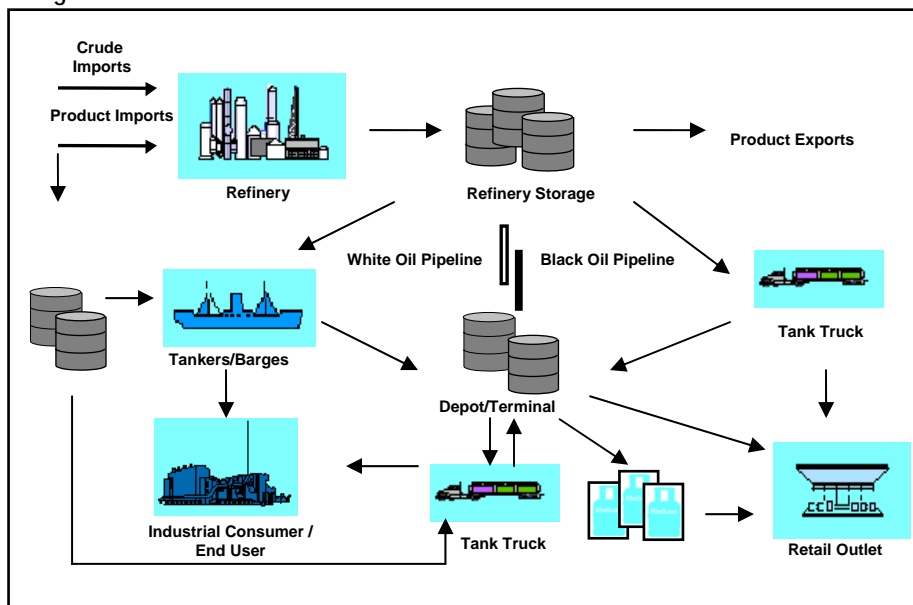 Crude
Imports
Product Imports
Refinery
Refinery Storage
Product Exports
White Oil Pipeline
Black Oil Pipeline
Tank Truck
Tankers/Barges
Depot/Terminal
Industrial Consumer /
End User
Tank Truck
Retail Outlet